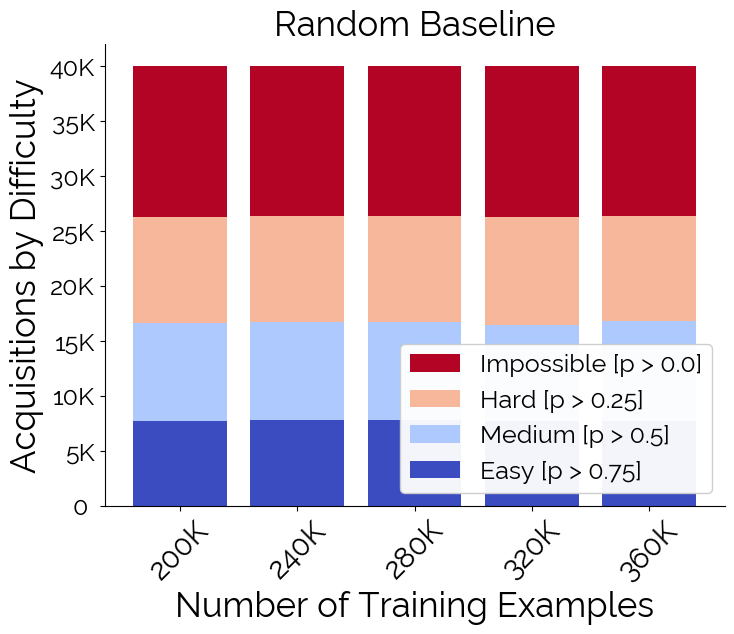 Random Baseline
Acquisitions by Difficulty
40K
35K
30K
25K
20K
15K
10K
5K
0
Impossible [p > 0.0]
Hard [p > 0.25]
Medium [p > 0.5]
Easy [p > 0.75]
200K
240K
280K
320K
360K
Number of Training Examples